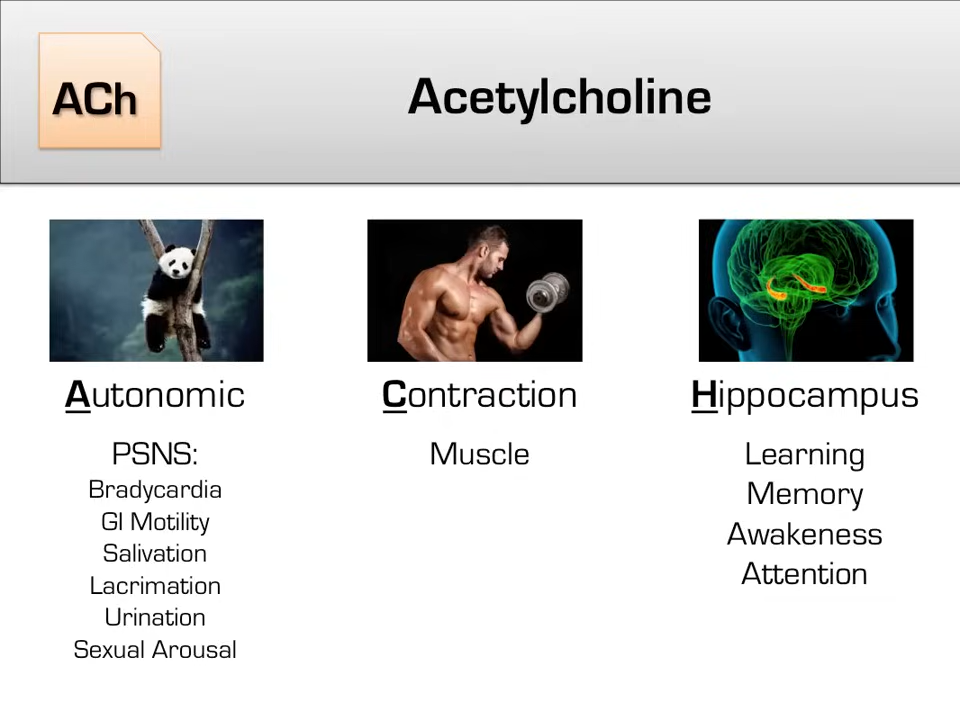 ACh
Acetylcholine
Autonomic
PSNS:
Bradycardia
GI Motility
Salivation
Lacrimation
Urination
Sexual Arousal
Contraction
Muscle
Hippocampus
Learning
Memory
Awakeness
Attention